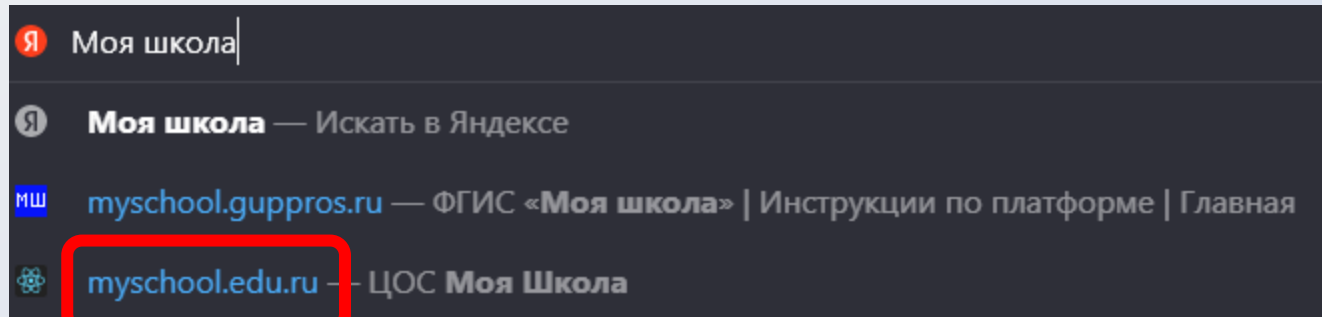 Я Моя школа
Я Моя школа — Искать в Яндексе
МШ myschool.guppros.ru — ФГИС «Моя школа» | Инструкции по платформе | Главная
myschool.edu.ru — ЦОС Моя Школа